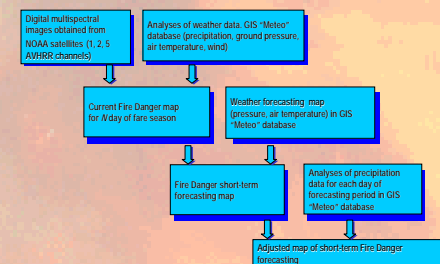 Digital multispectral
images obtained from
NOAA satellites (1, 2, 5
AVHRR channels)
Analyses of weather data. GIS “Meteo”
database (precipitation, ground pressure,
air temperature, wind)
Current Fire Danger map
for N day of fare season
Weather forecasting map
(pressure, air temperature) in GIS
“Meteo” database
Fire Danger short-term
forecasting map
Analyses of precipitation
data for each day of
forecasting period in GIS
“Meteo” database
Adjusted map of short-term Fire Danger
forecasting